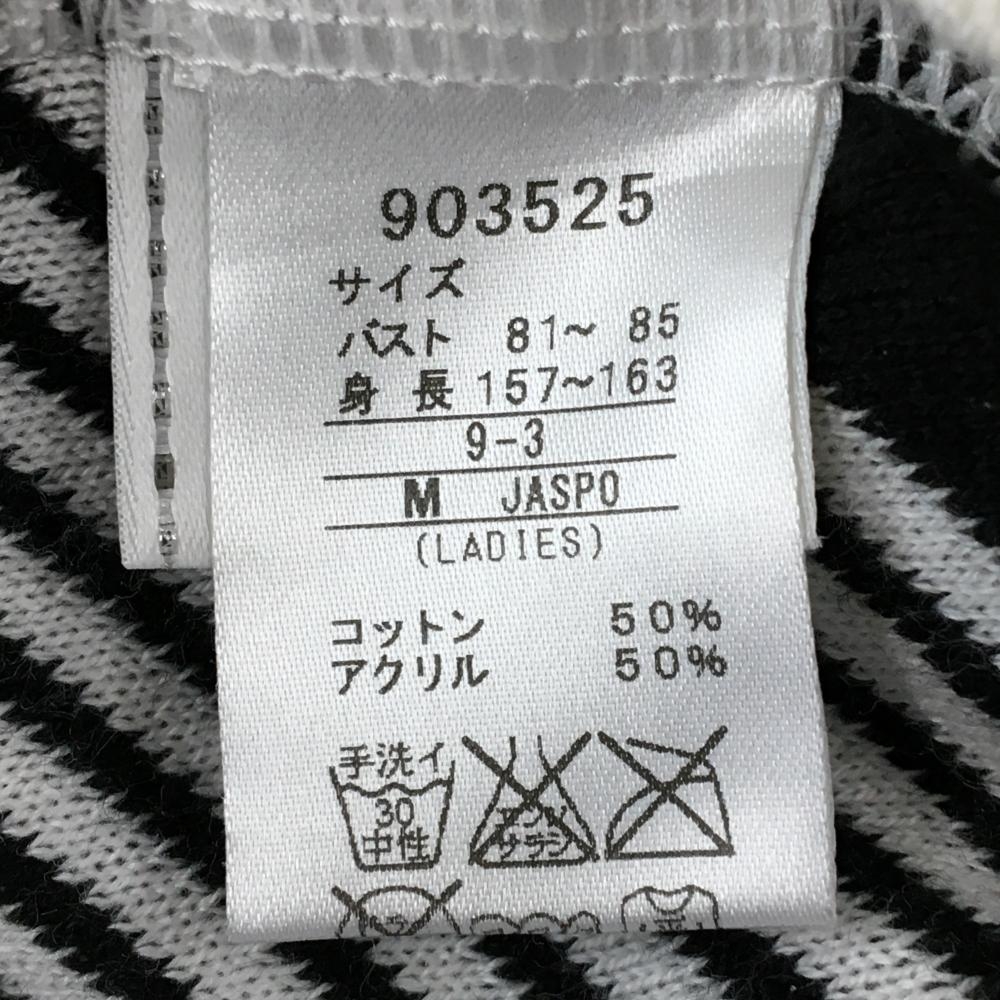 903525
サイズ
バスト 81～ 85
身 長 157～163
9-3
M JASPO
(LADIES)
コットン 50%
アクリル 50%
手洗イ
30
中性
エンソ
サラシ
平